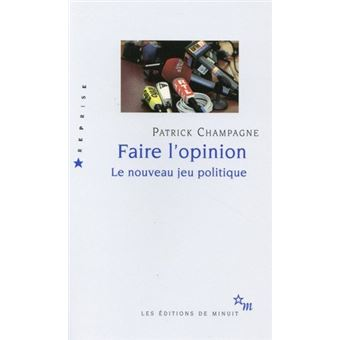 REPRISE
PATRICK CHAMPAGNE
Faire l'opinion
Le nouveau jeu politique
m
LES ÉDITIONS DE MINUIT